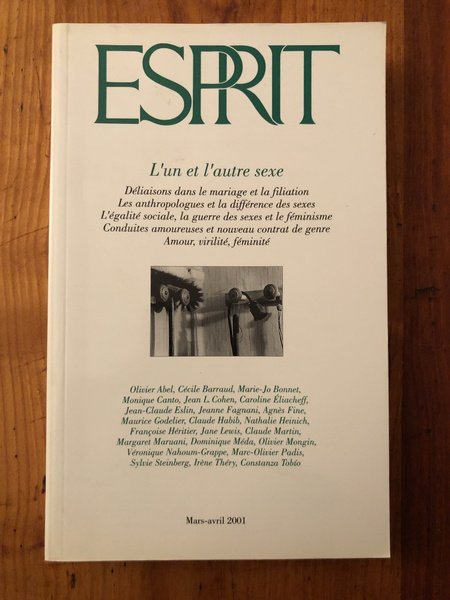 ESPRIT
L'un et l'autre sexe
Déliaisons dans le mariage et la filiation
Les anthropologues et la différence des sexes
L'égalité sociale, la guerre des sexes et le féminisme
Conduites amoureuses et nouveau contrat de genre
Amour, virilité, féminité
Olivier Abel, Cécile Barraud, Marie-Jo Bonnet,
Monique Canto, Jean L. Cohen, Caroline Éliacheff,
Jean-Claude Eslin, Jeanne Fagnani, Agnès Fine,
Maurice Godelier, Claude Habib, Nathalie Heinich,
Françoise Héritier, Jane Lewis, Claude Martin,
Margaret Maruani, Dominique Méda, Olivier Mongin,
Véronique Nahoum-Grappe, Marc-Olivier Padis,
Sylvie Steinberg, Irène Théry, Constanza Tobío
Mars-avril 2001